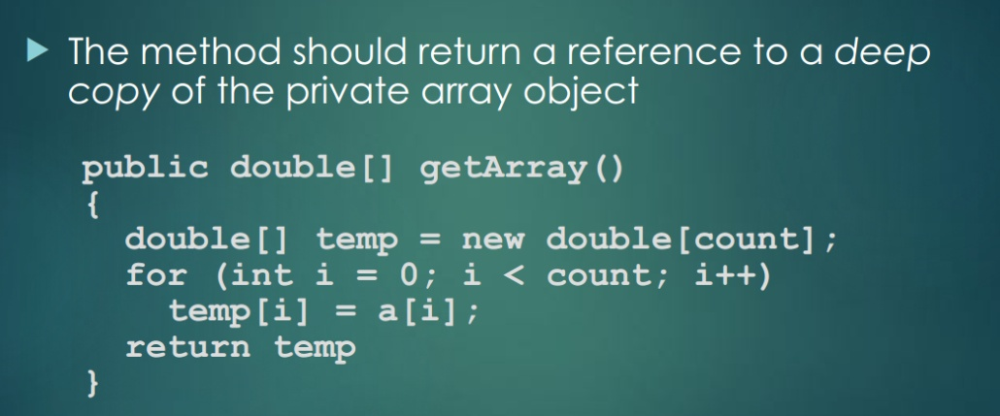 The method should return a reference to a deep
copy of the private array object
public double[] getArray()
{
double[] temp = new double[count];
for (int i = 0; i < count; i++)
temp[i] = a[i];
return temp
}